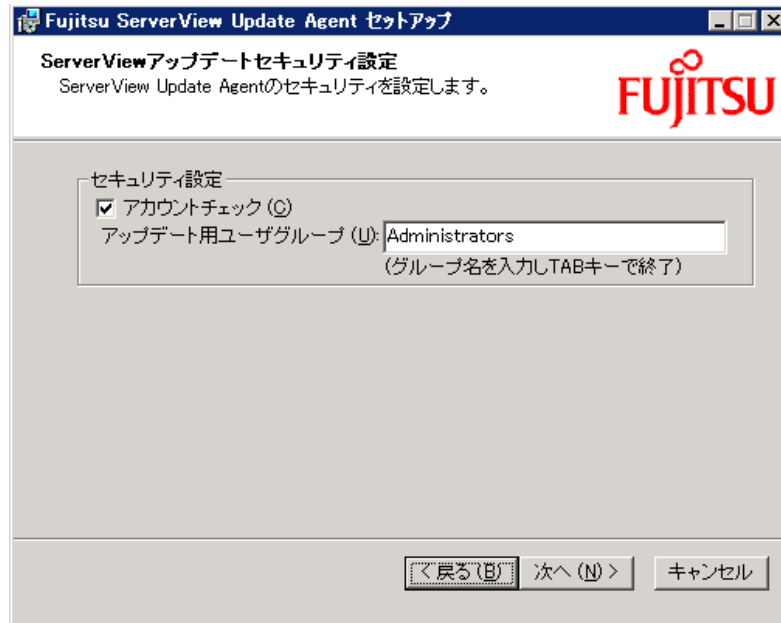 Fujitsu ServerView Update Agent セットアップ
ServerViewアップデートセキュリティ設定
ServerView Update Agentのセキュリティを設定します。
FUJITSU
セキュリティ設定
アカウントチェック(C)
アップデート用ユーザグループ(U): Administrators
(グループ名を入力しTABキーで終了)
< 戻る(B) 次へ(N) > キャンセル